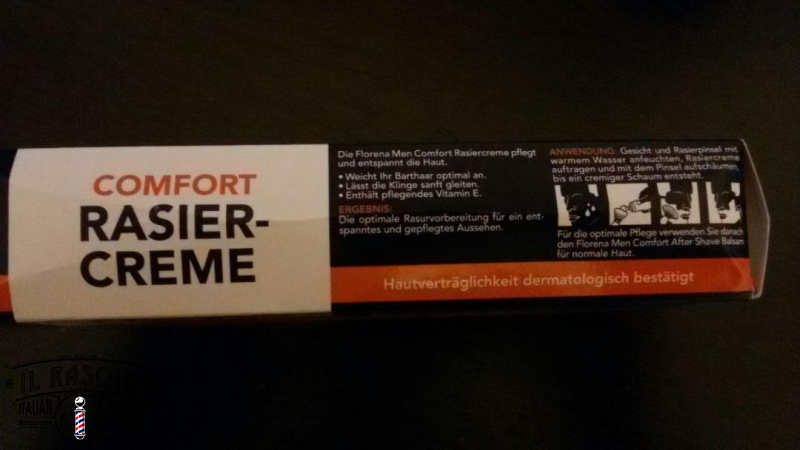 COMFORT
RASIER-
CREME
Die Florena Men Comfort Rasiercreme pflegt
und entspannt die Haut.
• Weicht Ihr Barthaar optimal an.
• Lässt die Klinge sanft gleiten.
• Enthält pflegendes Vitamin E.
ERGEBNIS:
Die optimale Rasurvorbereitung für ein ent-
spanntes und gepflegtes Aussehen.
ANWENDUNG: Gesicht und Rasierpinsel mit
warmem Wasser anfeuchten, Rasiercreme
auftragen und mit dem Pinsel aufschäumen,
bis ein cremiger Schaum entsteht.
Für die optimale Pflege verwenden Sie danach
den Florena Men Comfort After Shave Balsam
für normale Haut.
Hautverträglichkeit dermatologisch bestätigt
IL RASOIO
ITALIAN